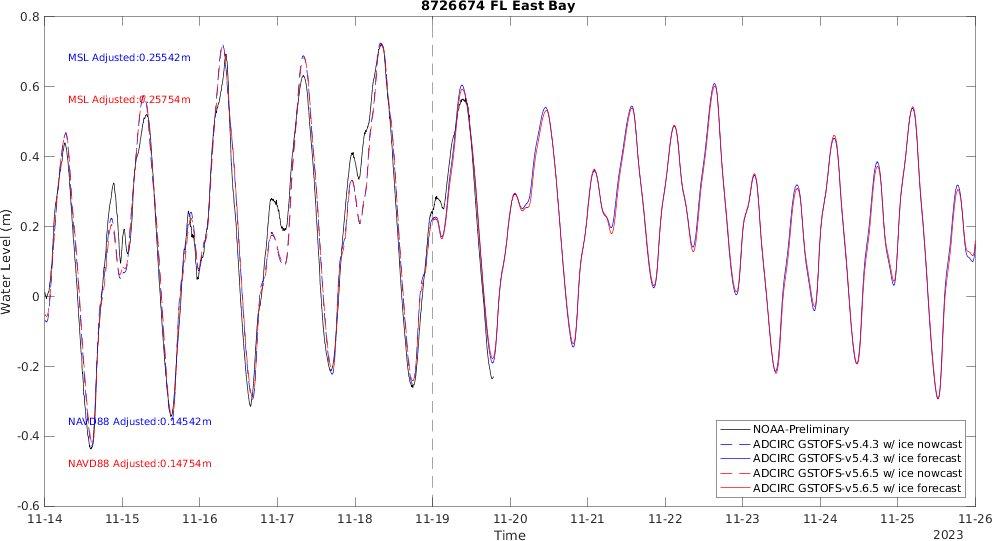 8726674 FL East Bay
0.8
0.6
0.4
0.2
0
-0.2
-0.4
-0.6
Water Level (m)
MSL Adjusted:0.25542m
MSL Adjusted:0.25754m
NAVD88 Adjusted:0.14542m
NAVD88 Adjusted:0.14754m
NOAA-Preliminary
ADCIRC GSTOFS-v5.4.3 w/ ice nowcast
ADCIRC GSTOFS-v5.4.3 w/ ice forecast
ADCIRC GSTOFS-v5.6.5 w/ ice nowcast
ADCIRC GSTOFS-v5.6.5 w/ ice forecast
11-14 11-15 11-16 11-17 11-18 11-19 11-20 11-21 11-22 11-23 11-24 11-25 11-26
Time
2023